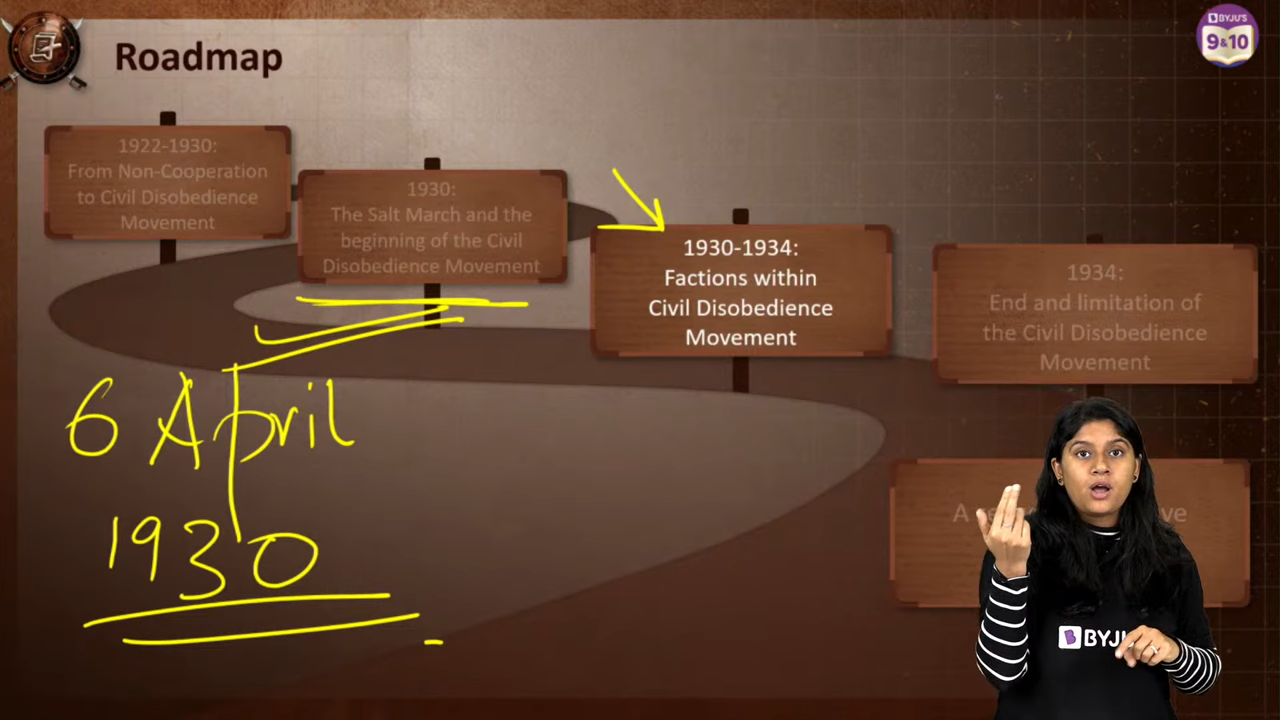 Roadmap
BYJU'S
9&10
1922-1930:
From Non-Cooperation
to Civil Disobedience
Movement
1930:
The Salt March and the
beginning of the Civil
Disobedience Movement
1930-1934:
Factions within
Civil Disobedience
Movement
1934:
End and limitation of
the Civil Disobedience
Movement
6 April
1930
A